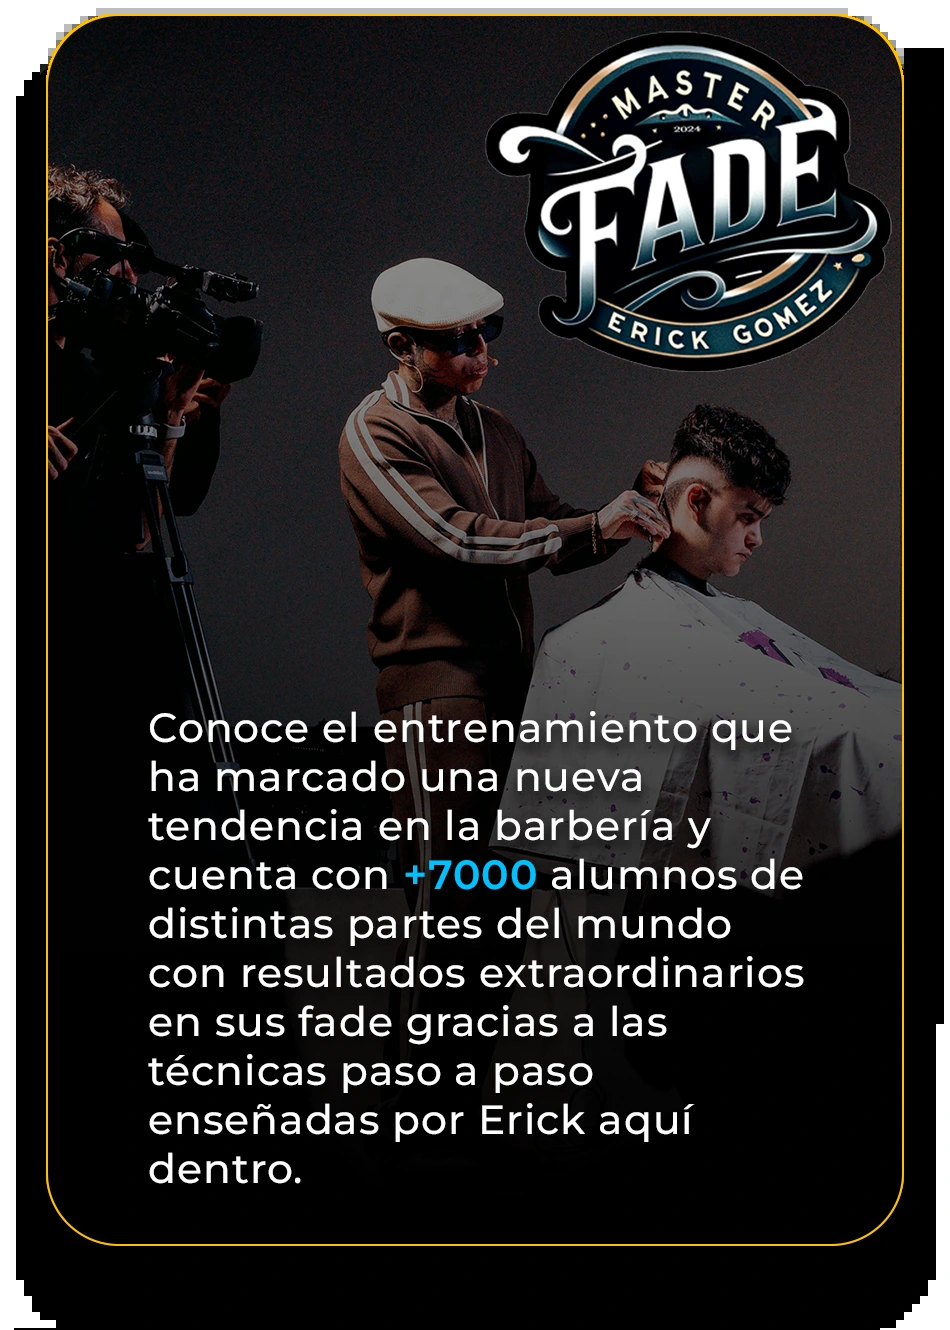 MASTER
2024
FADE
ERICK GOMEZ
Conoce el entrenamiento que
ha marcado una nueva
tendencia en la barbería y
cuenta con +7000 alumnos de
distintas partes del mundo
con resultados extraordinarios
en sus fade gracias a las
técnicas paso a paso
enseñadas por Erick aquí
dentro.